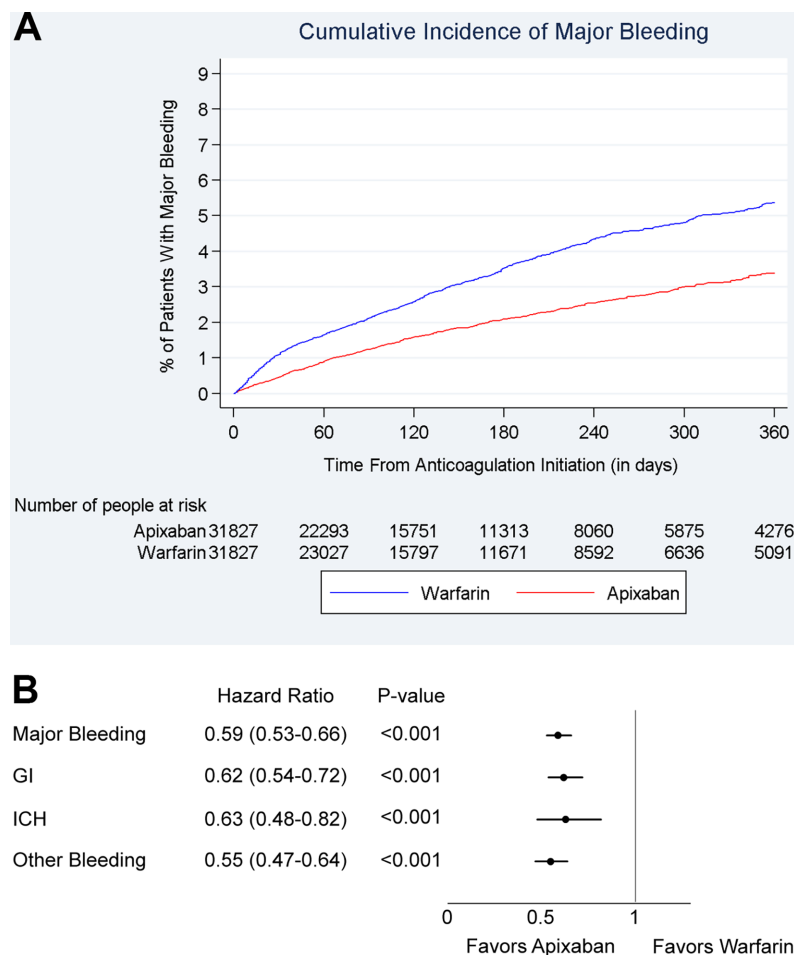 A
Cumulative Incidence of Major Bleeding
% of Patients With Major Bleeding
9
8
7
6
5
4
3
2
1
0
0 60 120 180 240 300 360
Time From Anticoagulation Initiation (in days)
Number of people at risk
Apixaban 31827 22293 15751 11313 8060 5875 4276
Warfarin 31827 23027 15797 11671 8592 6636 5091
Warfarin Apixaban
B
Hazard Ratio P-value
Major Bleeding 0.59 (0.53-0.66) <0.001
GI 0.62 (0.54-0.72) <0.001
ICH 0.63 (0.48-0.82) <0.001
Other Bleeding 0.55 (0.47-0.64) <0.001
0 0.5 1
Favors Apixaban Favors Warfarin